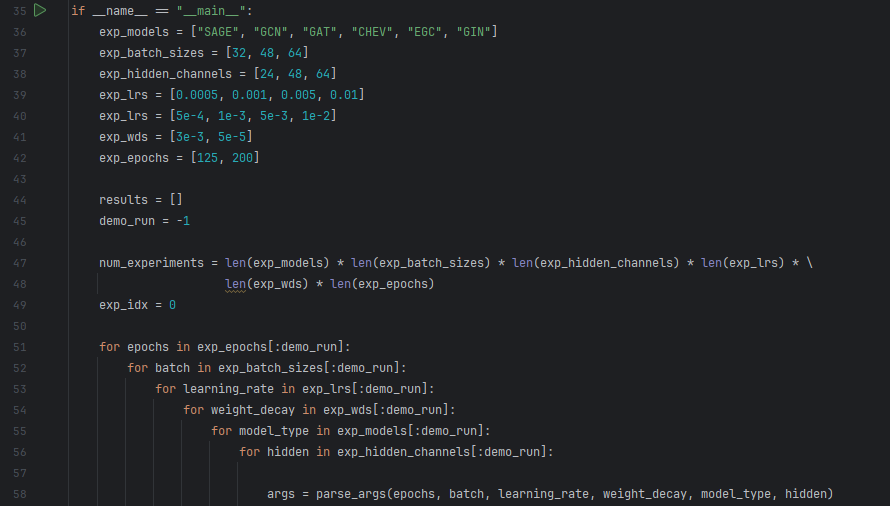 35 if __name__ == "__main__":
36 exp_models = ["SAGE", "GCN", "GAT", "CHEV", "EGC", "GIN"]
37 exp_batch_sizes = [32, 48, 64]
38 exp_hidden_channels = [24, 48, 64]
39 exp_lrs = [0.0005, 0.001, 0.005, 0.01]
40 exp_lrs = [5e-4, 1e-3, 5e-3, 1e-2]
41 exp_wds = [3e-3, 5e-5]
42 exp_epochs = [125, 200]
43
44 results = []
45 demo_run = -1
46
47 num_experiments = len(exp_models) * len(exp_batch_sizes) * len(exp_hidden_channels) * len(exp_lrs) * \
48 len(exp_wds) * len(exp_epochs)
49 exp_idx = 0
50
51 for epochs in exp_epochs[:demo_run]:
52 for batch in exp_batch_sizes[:demo_run]:
53 for learning_rate in exp_lrs[:demo_run]:
54 for weight_decay in exp_wds[:demo_run]:
55 for model_type in exp_models[:demo_run]:
56 for hidden in exp_hidden_channels[:demo_run]:
57
58 args = parse_args(epochs, batch, learning_rate, weight_decay, model_type, hidden)